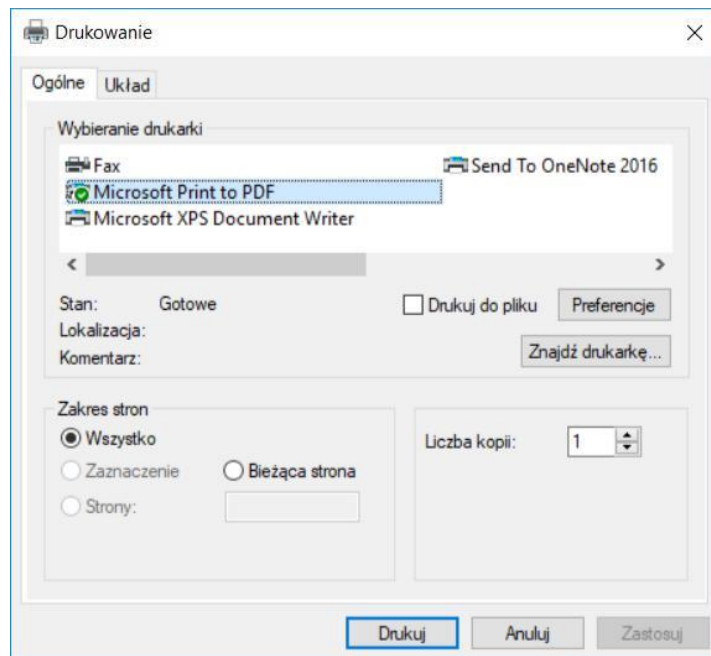 Drukowanie
Ogólne Układ
Wybieranie drukarki
Fax Send To OneNote 2016
Microsoft Print to PDF
Microsoft XPS Document Writer
Stan: Gotowe Drukuj do pliku Preferencje
Lokalizacja:
Komentarz: Znajdź drukarkę...
Zakres stron
Wszystko Liczba kopii: 1
Zaznaczenie Bieżąca strona
Strony:
Drukuj Anuluj Zastosuj